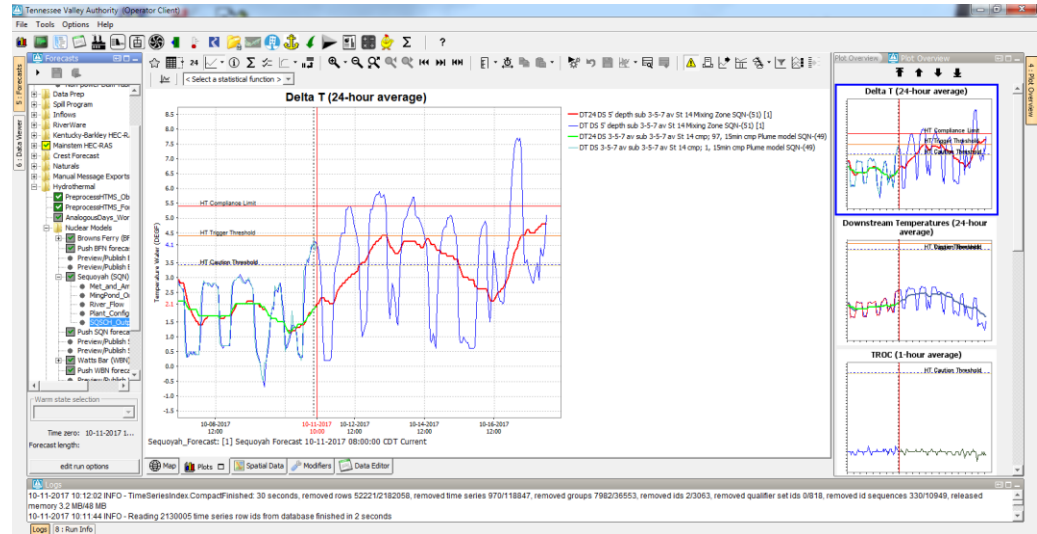 Tennessee Valley Authority (Operator Client)
File Tools Options Help
Σ ?
5 : Forecasts
6 : Data Viewer
Forecasts
Data Prep
Spill Program
Inflows
RiverWare
Kentucky-Barkley HEC-R
Mainstem HEC-RAS
Crest Forecast
Naturals
Manual Message Exports
Hydrothermal
PreprocessHTMS_Ob
PreprocessHTMS_Fo
AnalogousDays_Wor
Nuclear Models
Browns Ferry (BF
Push BFN foreca
Preview/Publish
Preview/Publish
Sequoyah (SQN)
Met_and_Am
MingPond_O
River_Flow
Plant_Config
SQSCH_Out
Push SQN foreca
Preview/Publish
Preview/Publish
Watts Bar (WBN)
Push WBN forec
Preview/Publish
Warm state selection
Time zero: 10-11-2017 1...
Forecast length:
edit run options
24 Σ
< Select a statistical function >
Delta T (24-hour average)
DT24 DS 5' depth sub 3-5-7 av St 14 Mixing Zone SQN-(51) [1]
DT DS 5' depth sub 3-5-7 av St 14 Mixing Zone SQN-(51) [1]
DT24 DS 3-5-7 av sub 3-5-7 av St 14 cmp; 97, 15min cmp Plume model SQN-(49)
DT DS 3-5-7 av sub 3-5-7 av St 14 cmp; 1, 15min cmp Plume model SQN-(49)
Temperature Water (DEGF)
8.5
8.0
7.5
7.0
6.5
6.0
5.5
5.0
4.5
4.1
3.5
3.0
2.1
1.5
1.0
0.5
0.0
-0.5
-1.0
-1.5
HT Compliance Limit
HT Trigger Threshold
HT Caution Threshold
10-08-2017 10-11-2017 10-12-2017 10-14-2017 10-16-2017
12:00 10:00 12:00 12:00 12:00
Sequoyah_Forecast: [1] Sequoyah Forecast 10-11-2017 08:00:00 CDT Current
Map Plots Spatial Data Modifiers Data Editor
Plot Overview Plot Overview
4 : Plot Overview
Delta T (24-hour average)
HT Compliance Limit
HT Trigger Threshold
HT Caution Threshold
Downstream Temperatures (24-hour
average)
TROC (1-hour average)
HT Caution Threshold
Logs
10-11-2017 10:12:02 INFO - TimeSeriesIndex.CompactFinished: 30 seconds, removed rows 52221/2182058, removed time series 970/118847, removed groups 7982/36553, removed ids 2/3063, removed qualifier set ids 0/818, removed id sequences 330/10949, released
memory 3.2 MB/48 MB
10-11-2017 10:11:44 INFO - Reading 2130005 time series row ids from database finished in 2 seconds
Logs 8 : Run Info